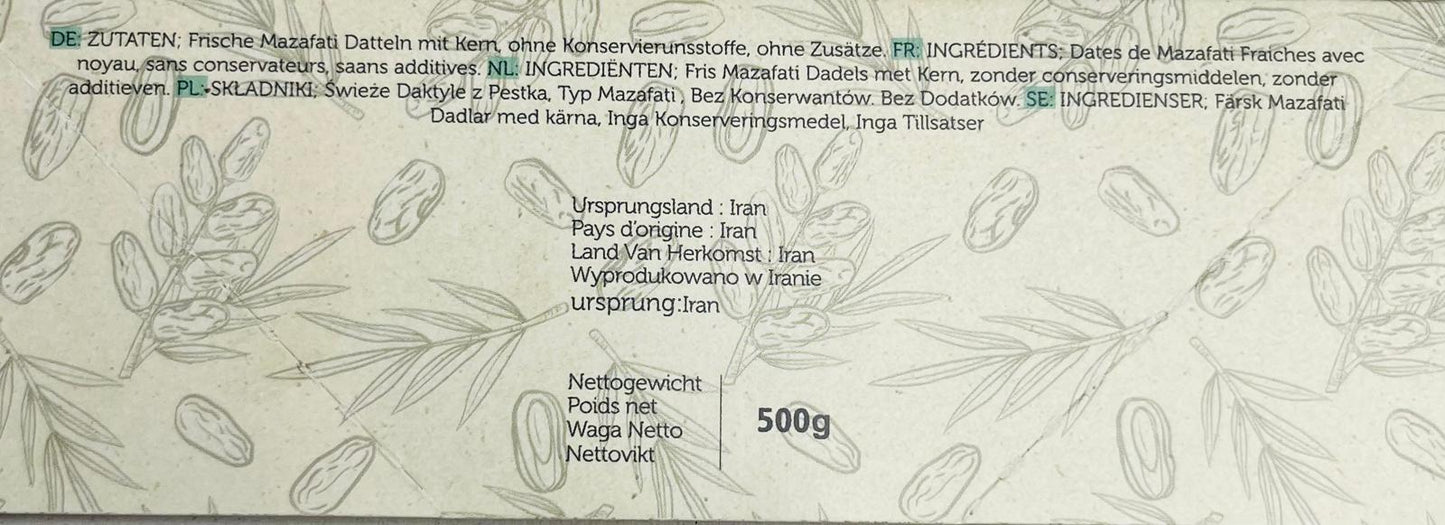 DE: ZUTATEN; Frische Mazafati Datteln mit Kern, ohne Konservierunsstoffe, ohne Zusätze. FR: INGRÉDIENTS; Dates de Mazafati Fraiches avec
noyau, sans conservateurs, saans additives. NL: INGREDIËNTEN; Fris Mazafati Dadels met Kern, zonder conserveringsmiddelen, zonder
additieven. PL: SKŁADNIKI; Świeże Daktyle z Pestka, Typ Mazafati , Bez Konserwantów. Bez Dodatków. SE: INGREDIENSER; Färsk Mazafati
Dadlar med kärna, Inga Konserveringsmedel, Inga Tillsatser
Ursprungsland : Iran
Pays d'origine : Iran
Land Van Herkomst : Iran
Wyprodukowano w Iranie
ursprung:Iran
Nettogewicht
Poids net
Waga Netto
Nettovikt
500g